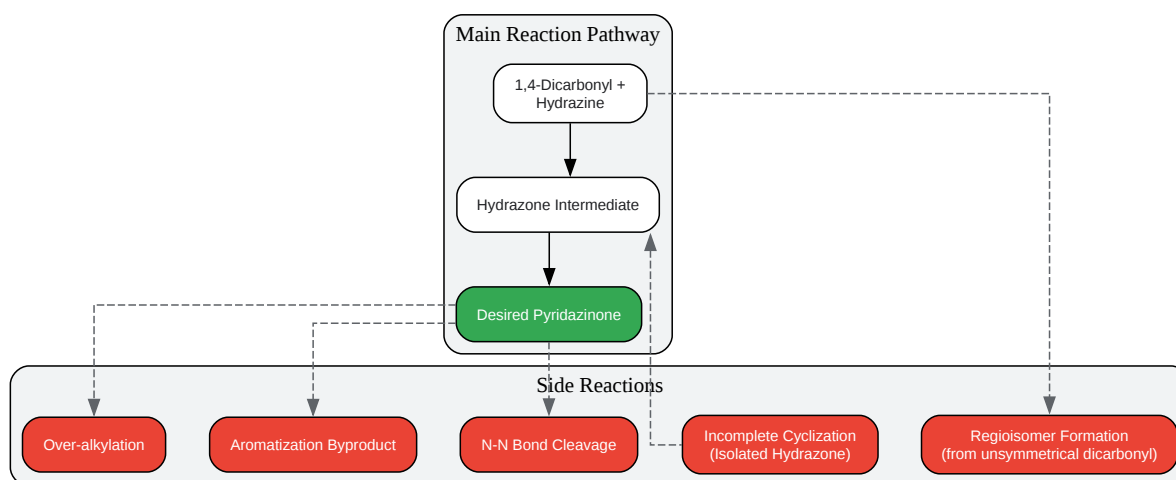 Main Reaction Pathway
1,4-Dicarbonyl +
Hydrazine
Hydrazone Intermediate
Desired Pyridazinone
Side Reactions
Over-alkylation
Aromatization Byproduct
N-N Bond Cleavage
Incomplete Cyclization
(Isolated Hydrazone)
Regioisomer Formation
(from unsymmetrical dicarbonyl)